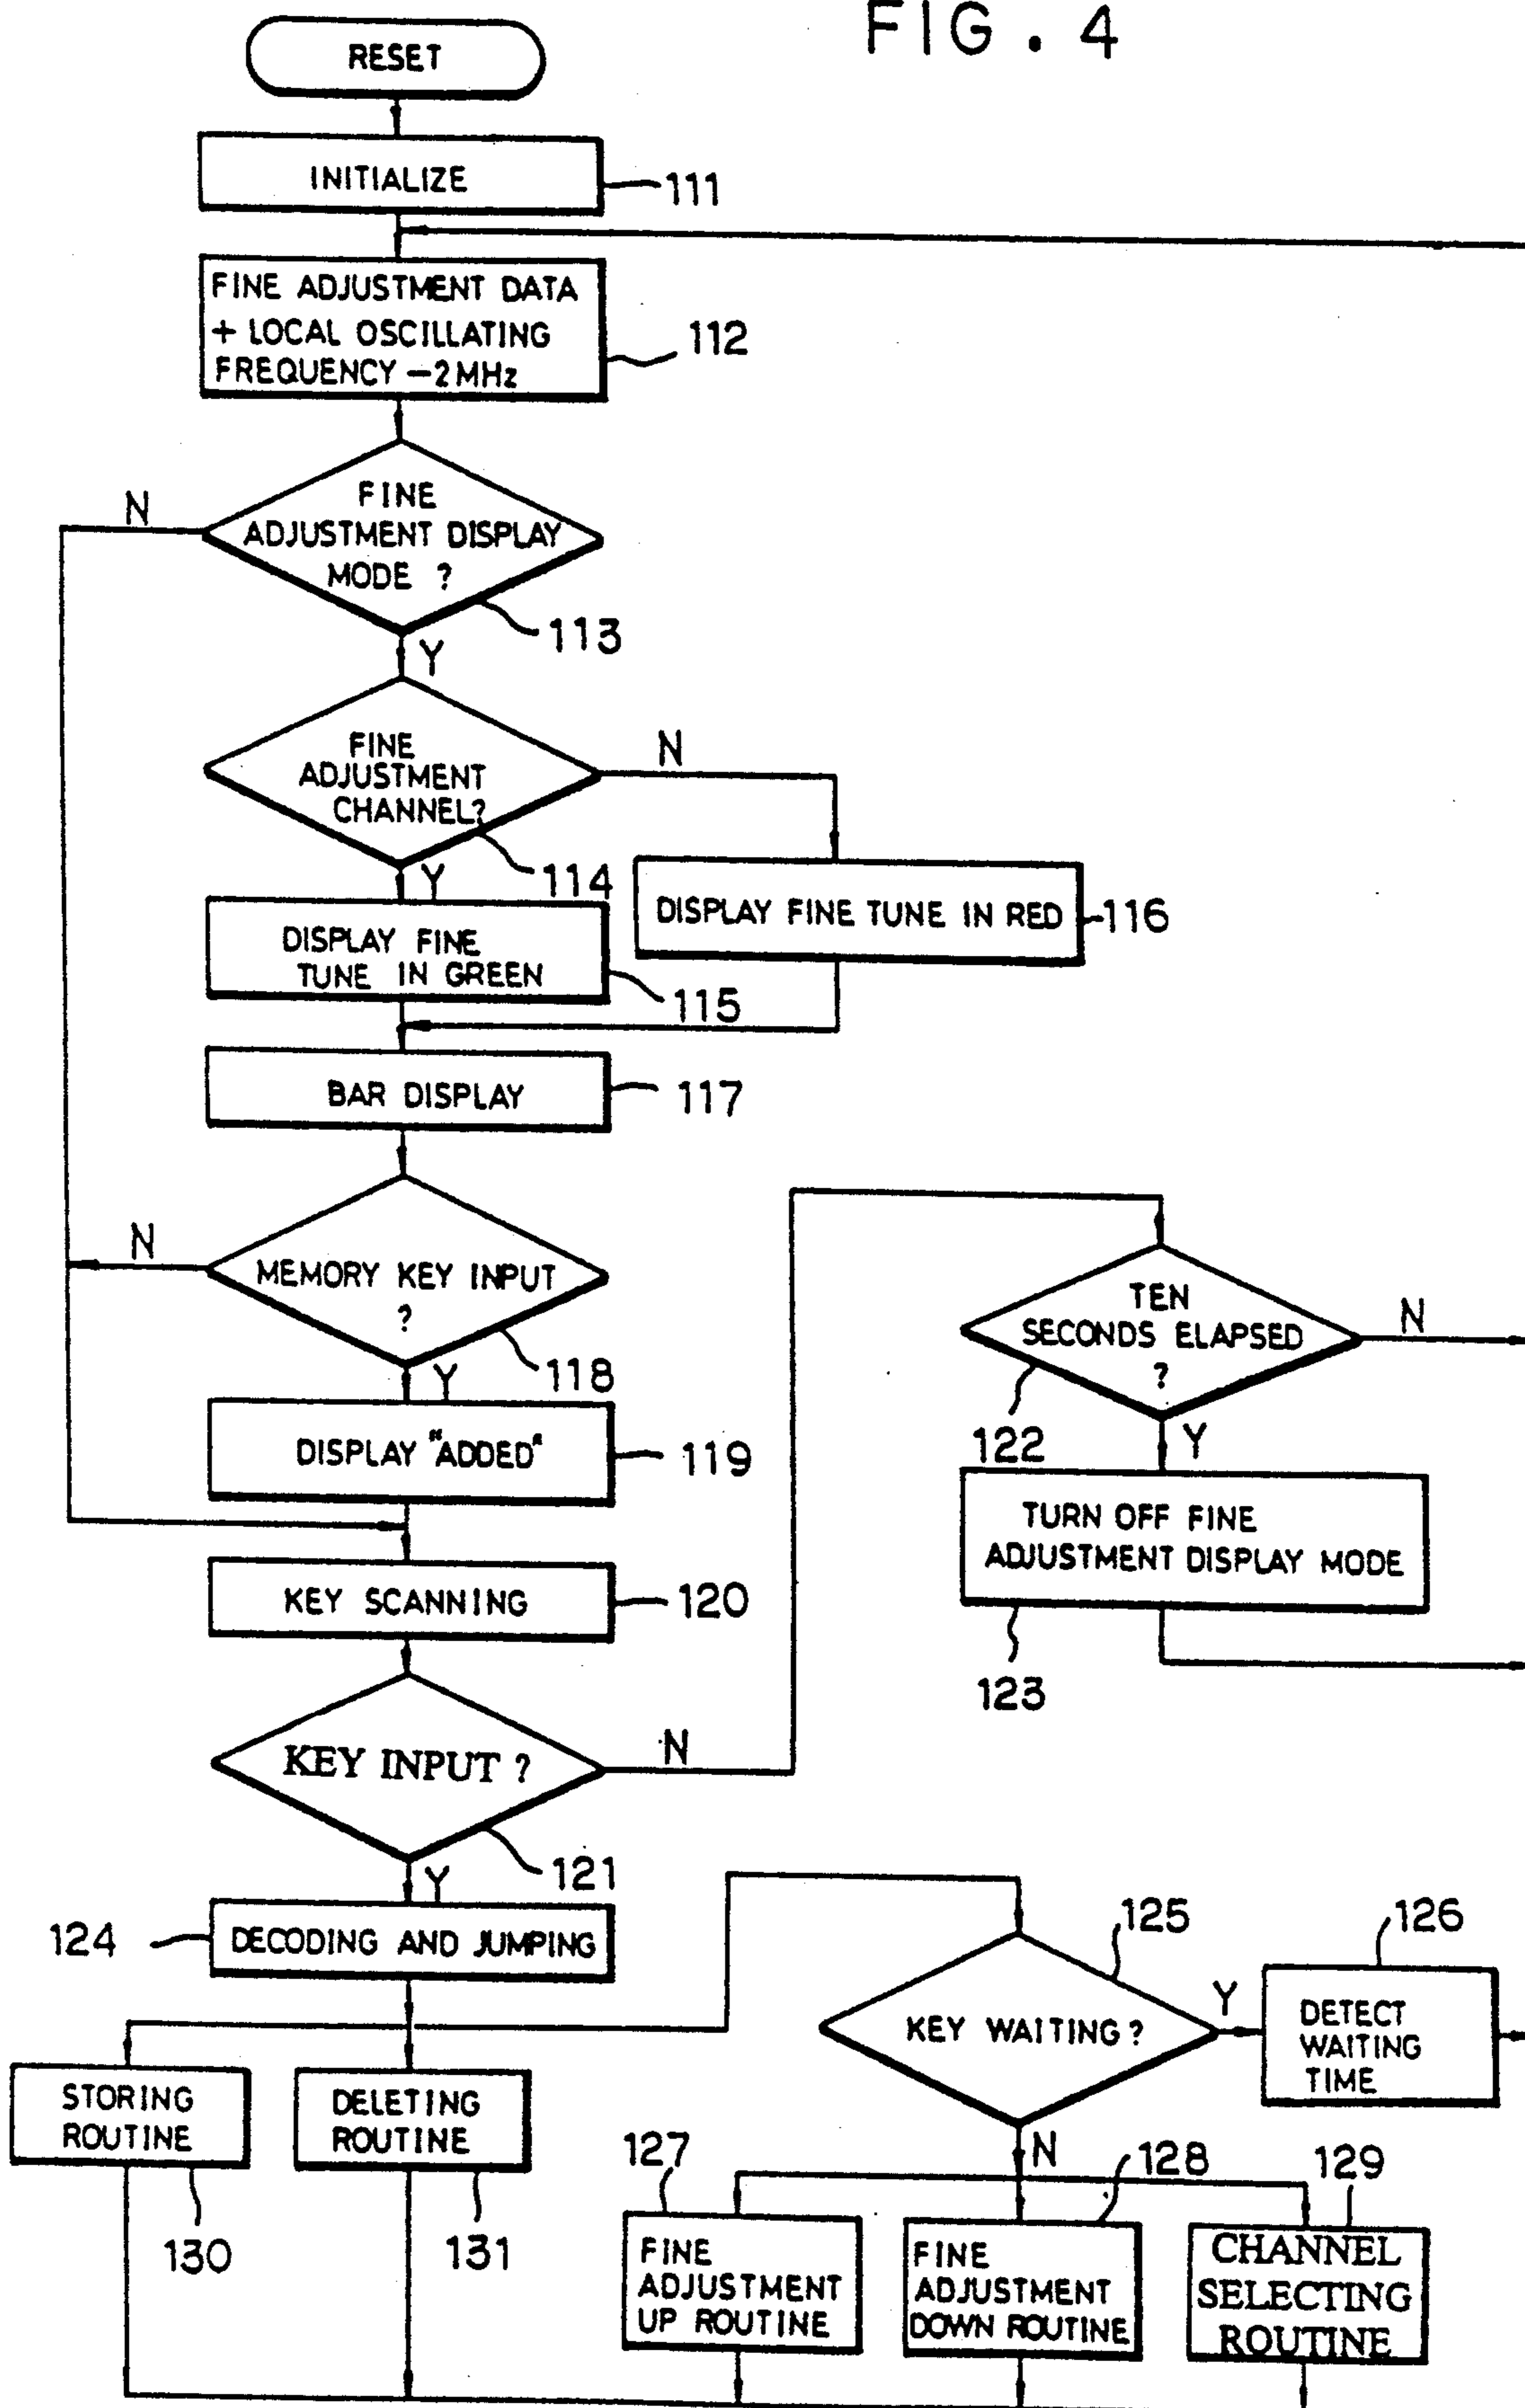 FIG. 4
RESET
INITIALIZE
111
FINE ADJUSTMENT DATA
+ LOCAL OSCILLATING
FREQUENCY -2MHz
112
N
FINE
ADJUSTMENT DISPLAY
MODE ?
113
Y
FINE
ADJUSTMENT
CHANNEL?
N
114
Y
DISPLAY FINE
TUNE IN GREEN
115
DISPLAY FINE TUNE IN RED
116
BAR DISPLAY
117
N
MEMORY KEY INPUT
?
118
Y
DISPLAY "ADDED"
119
TEN
SECONDS ELAPSED
?
N
122
Y
TURN OFF FINE
ADJUSTMENT DISPLAY MODE
123
KEY SCANNING
120
KEY INPUT ?
N
121
Y
124
DECODING AND JUMPING
125
KEY WAITING?
Y
126
DETECT
WAITING
TIME
N
STORING
ROUTINE
130
DELETING
ROUTINE
131
127
FINE
ADJUSTMENT
UP ROUTINE
128
FINE
ADJUSTMENT
DOWN ROUTINE
129
CHANNEL
SELECTING
ROUTINE